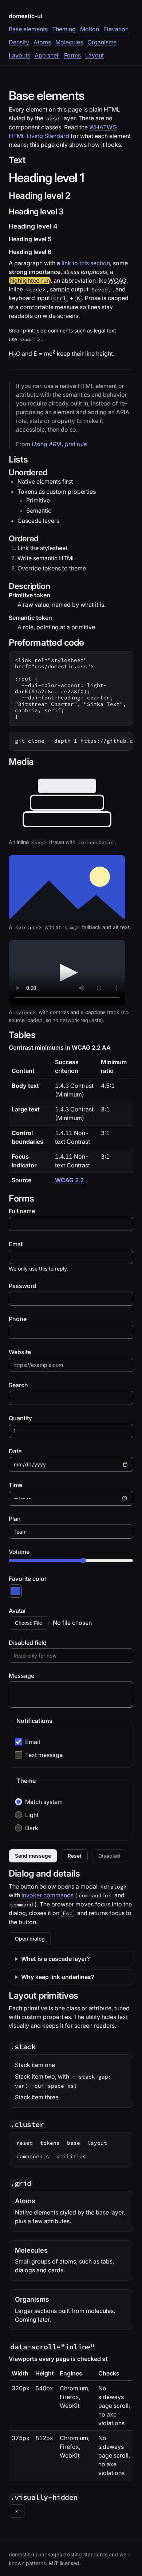 domestic-ui
Base elements Theming Motion Elevation
Density Atoms Molecules Organisms
Layouts App shell Forms Layout
Base elements
Every element on this page is plain HTML
styled by the base layer. There are no
component classes. Read the WHATWG
HTML Living Standard for what each element
means; this page only shows how it looks.
Text
Heading level 1
Heading level 2
Heading level 3
Heading level 4
Heading level 5
Heading level 6
A paragraph with a link to this section, some
strong importance, stress emphasis, a
highlighted run, an abbreviation like WCAG,
inline <code>, sample output Saved., and
keyboard input Ctrl + K. Prose is capped
at a comfortable measure so lines stay
readable on wide screens.
Small print: side comments such as legal text
use <small>.
H2O and E = mc2 keep their line height.
If you can use a native HTML element or
attribute with the semantics and behavior
you require already built in, instead of re-
purposing an element and adding an ARIA
role, state or property to make it
accessible, then do so.
From Using ARIA, first rule
Lists
Unordered
Native elements first
Tokens as custom properties
Primitive
Semantic
Cascade layers
Ordered
1. Link the stylesheet
2. Write semantic HTML
3. Override tokens to theme
Description
Primitive token
A raw value, named by what it is.
Semantic token
A role, pointing at a primitive.
Preformatted code
<link rel="stylesheet"
href="css/domestic.css">
:root {
--dui-color-accent: light-
dark(#1a2e8c, #e2a8f0);
--dui-font-heading: charter,
"Bitstream Charter", "Sitka Text",
cambria, serif;
}
git clone --depth 1 https://github.c
Media
An inline <svg> drawn with currentColor.
A <picture> with an <img> fallback and alt text.
0:00
A <video> with controls and a captions track (no
source loaded, so no network requests).
Tables
Contrast minimums in WCAG 2.2 AA
Content Success criterion Minimum ratio
Body text 1.4.3 Contrast (Minimum) 4.5:1
Large text 1.4.3 Contrast (Minimum) 3:1
Control boundaries 1.4.11 Non-text Contrast 3:1
Focus indicator 1.4.11 Non-text Contrast 3:1
Source WCAG 2.2
Forms
Full name
Email
We only use this to reply.
Password
Phone
Website
https://example.com
Search
Quantity
1
Date
mm/dd/yyyy
Time
--:-- --
Plan
Team
Volume
Favorite color
Avatar
Choose File No file chosen
Disabled field
Read only for now
Message
Notifications
Email
Text message
Theme
Match system
Light
Dark
Send message Reset Disabled
Dialog and details
The button below opens a modal <dialog>
with invoker commands (commandfor and
command). The browser moves focus into the
dialog, closes it on Esc, and returns focus to
the button.
Open dialog
What is a cascade layer?
Why keep link underlines?
Layout primitives
Each primitive is one class or attribute, tuned
with custom properties. The utility hides text
visually and keeps it for screen readers.
.stack
Stack item one
Stack item two, with --stack-gap:
var(--dui-space-xs)
Stack item three
.cluster
reset tokens base layout
components utilities
.grid
Atoms
Native elements styled by the base layer,
plus a few attributes.
Molecules
Small groups of atoms, such as tabs,
dialogs and cards.
Organisms
Larger sections built from molecules.
Coming later.
data-scroll="inline"
Viewports every page is checked at
Width Height Engines Checks
320px 640px Chromium, Firefox, WebKit No sideways page scroll, no axe violations
375px 812px Chromium, Firefox, WebKit No sideways page scroll, no axe violations
.visually-hidden
×
domestic-ui packages existing standards and well-
known patterns. MIT licensed.